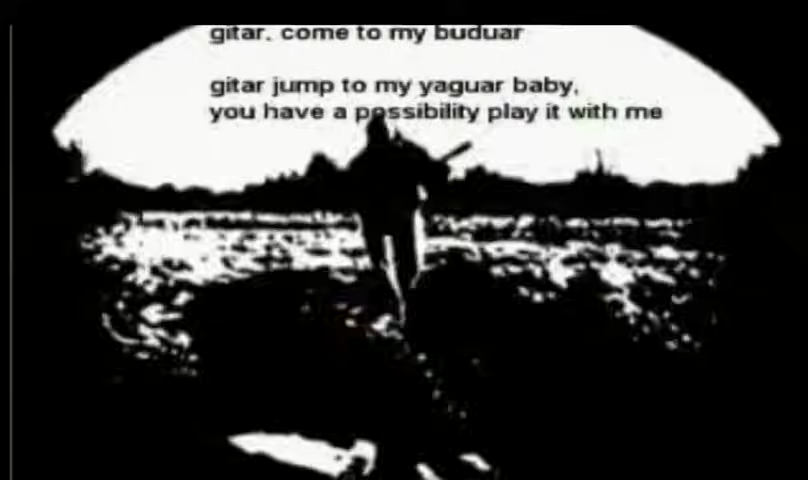 gitar. come to my buduar
gitar jump to my yaguar baby,
you have a possibility play it with me